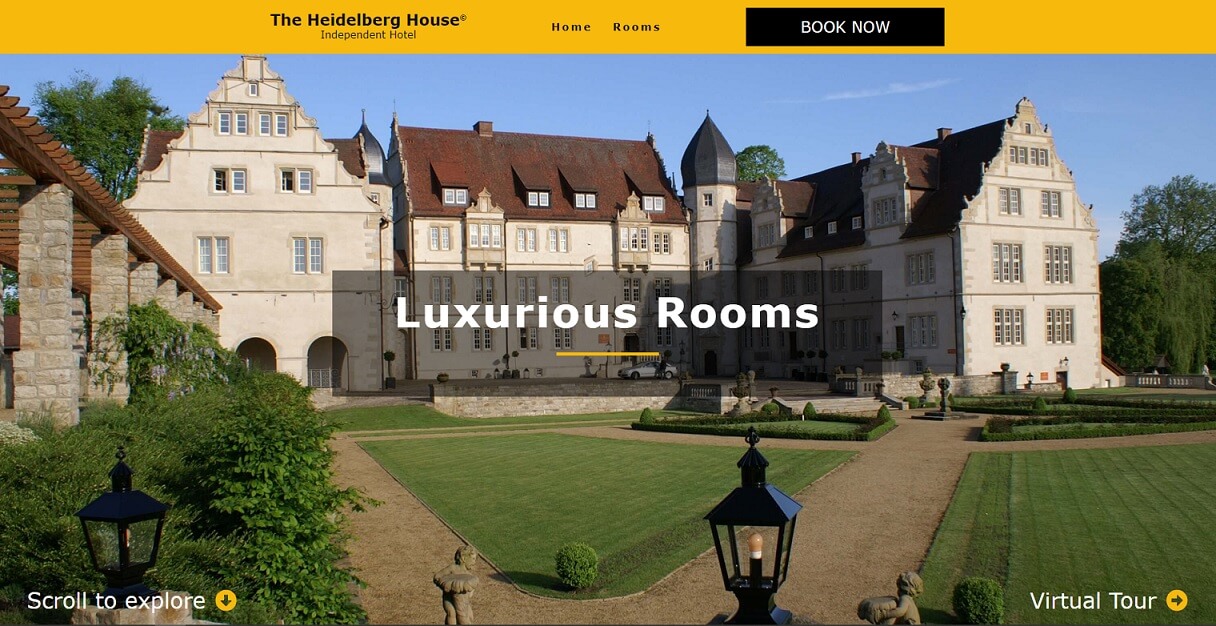 The Heidelberg House©
Independent Hotel
Home Rooms
BOOK NOW
Luxurious Rooms
Scroll to explore
Virtual Tour